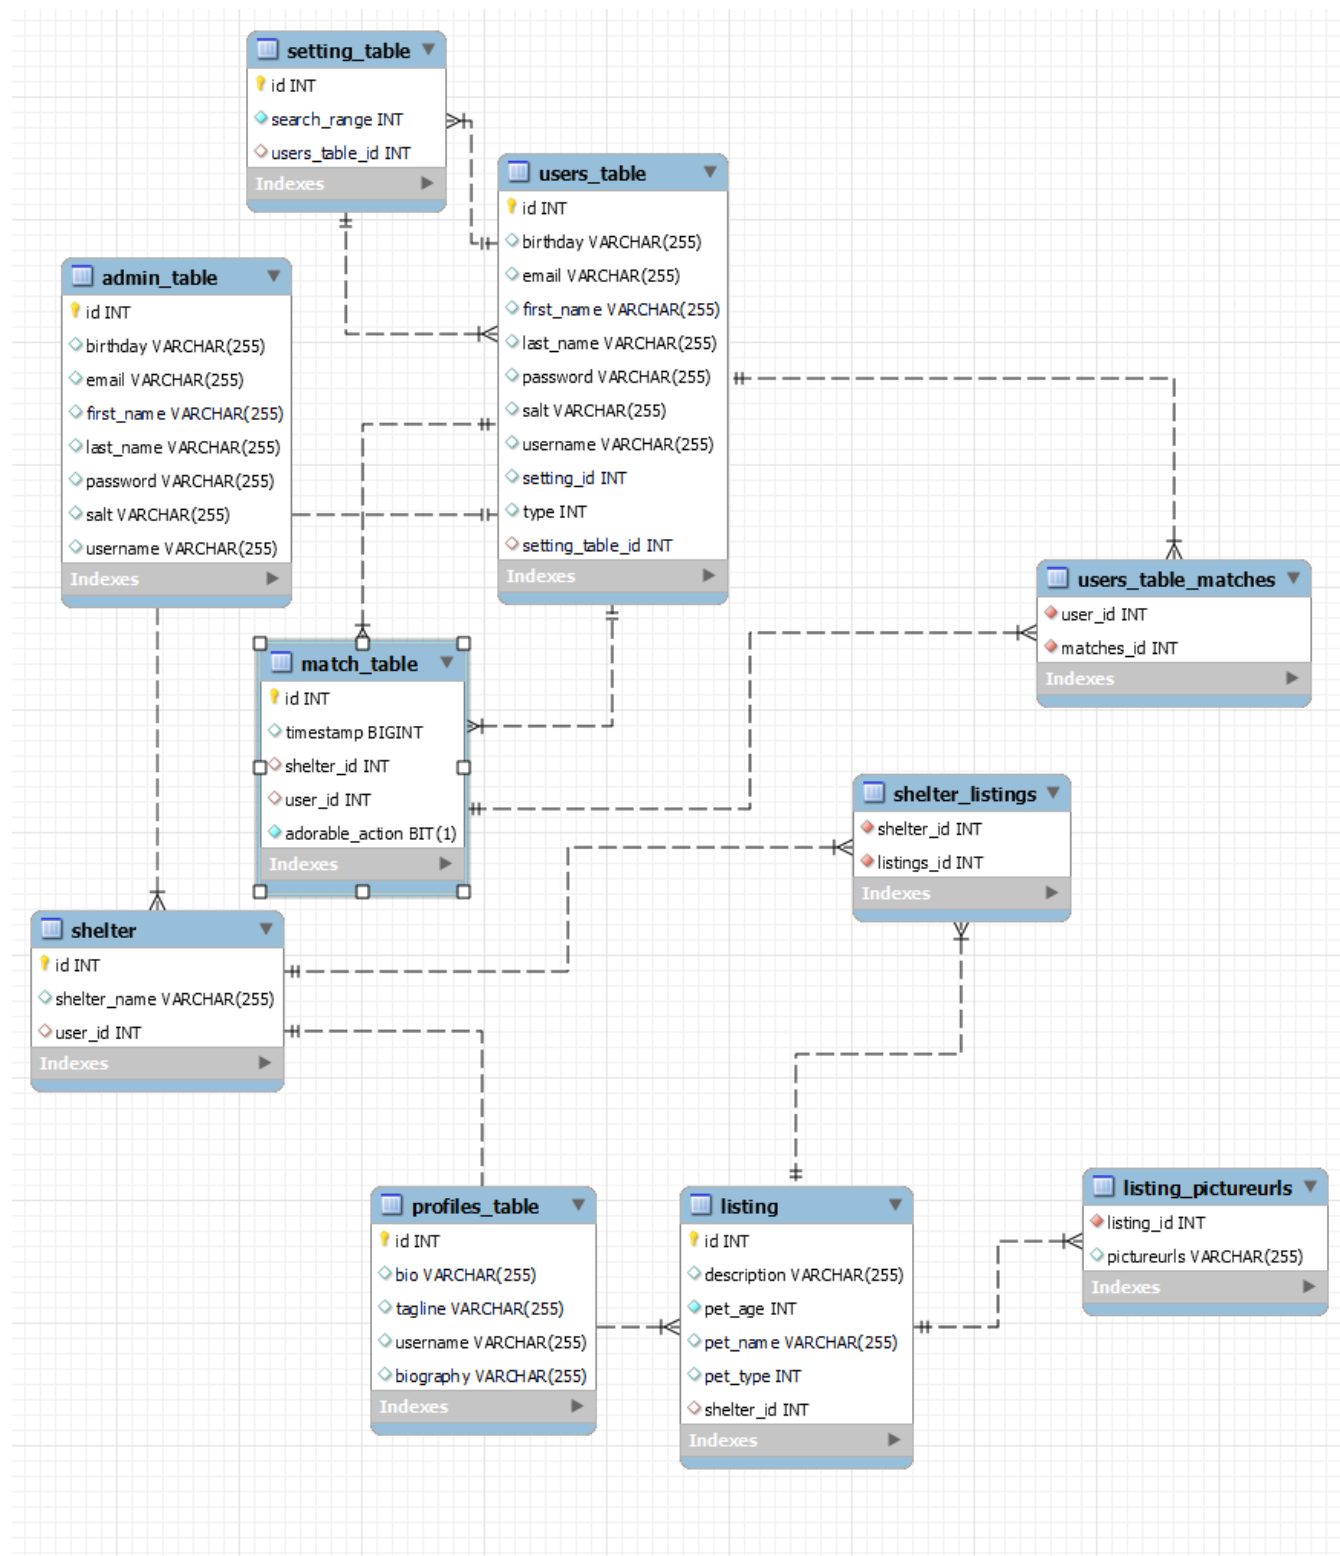 setting_table
id INT
search_range INT
users_table_id INT
Indexes
users_table
id INT
birthday VARCHAR(255)
email VARCHAR(255)
first_name VARCHAR(255)
last_name VARCHAR(255)
password VARCHAR(255)
salt VARCHAR(255)
username VARCHAR(255)
setting_id INT
type INT
setting_table_id INT
Indexes
admin_table
id INT
birthday VARCHAR(255)
email VARCHAR(255)
first_name VARCHAR(255)
last_name VARCHAR(255)
password VARCHAR(255)
salt VARCHAR(255)
username VARCHAR(255)
Indexes
users_table_matches
user_id INT
matches_id INT
Indexes
match_table
id INT
timestamp BIGINT
shelter_id INT
user_id INT
adorable_action BIT(1)
Indexes
shelter_listings
shelter_id INT
listings_id INT
Indexes
shelter
id INT
shelter_name VARCHAR(255)
user_id INT
Indexes
profiles_table
id INT
bio VARCHAR(255)
tagline VARCHAR(255)
username VARCHAR(255)
biography VARCHAR(255)
Indexes
listing
id INT
description VARCHAR(255)
pet_age INT
pet_name VARCHAR(255)
pet_type INT
shelter_id INT
Indexes
listing_pictureurls
listing_id INT
pictureurls VARCHAR(255)
Indexes